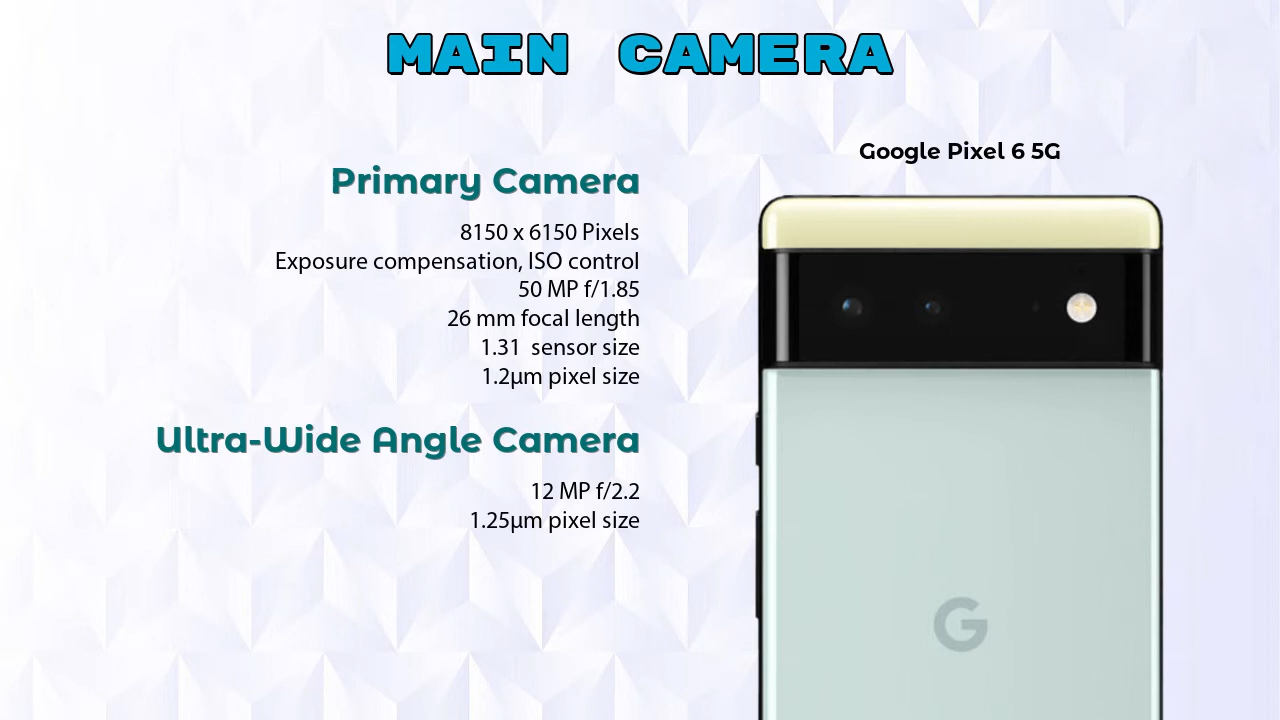 MAIN CAMERA
Google Pixel 6 5G
Primary Camera
8150 x 6150 Pixels
Exposure compensation, ISO control
50 MP f/1.85
26 mm focal length
1.31  sensor size
1.2µm pixel size
Ultra-Wide Angle Camera
12 MP f/2.2
1.25µm pixel size
G